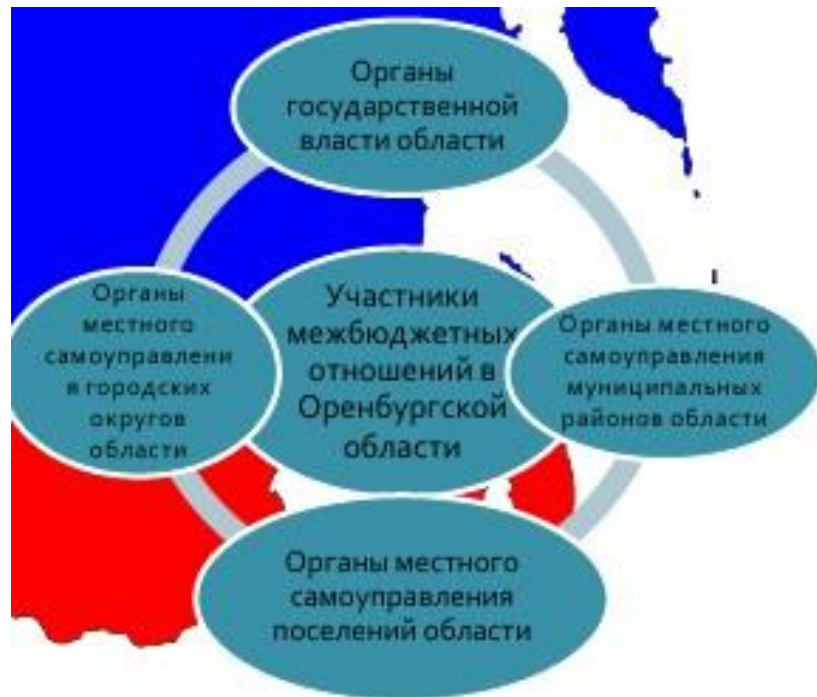 Органы
государственной
власти области
Органы
местного
самоуправлени
я городских
округов
области
Участники
межбюджетных
отношений в
Оренбургской
области
Органы местного
самоуправления
муниципальных
районов области
Органы местного
самоуправления
поселений области